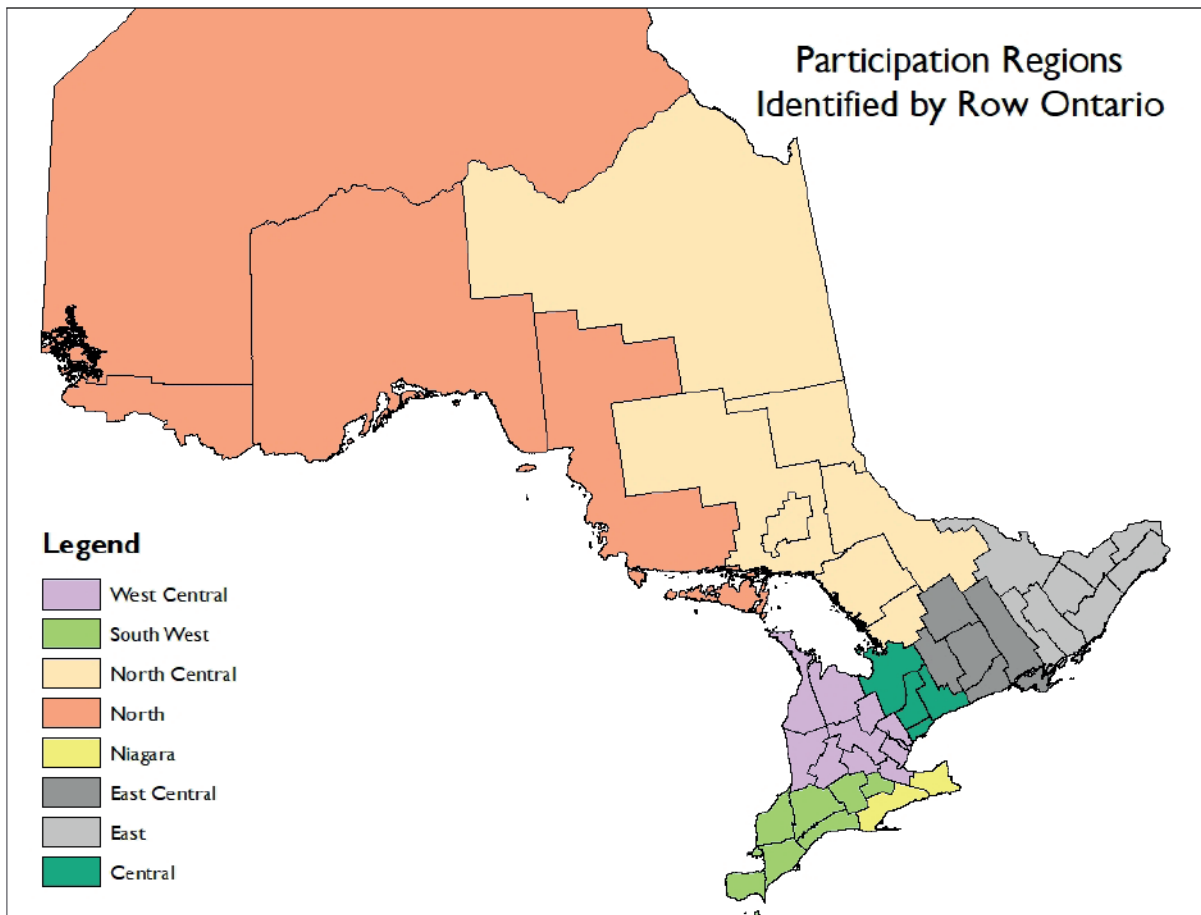 Participation Regions
Identified by Row Ontario
Legend
West Central
South West
North Central
North
Niagara
East Central
East
Central